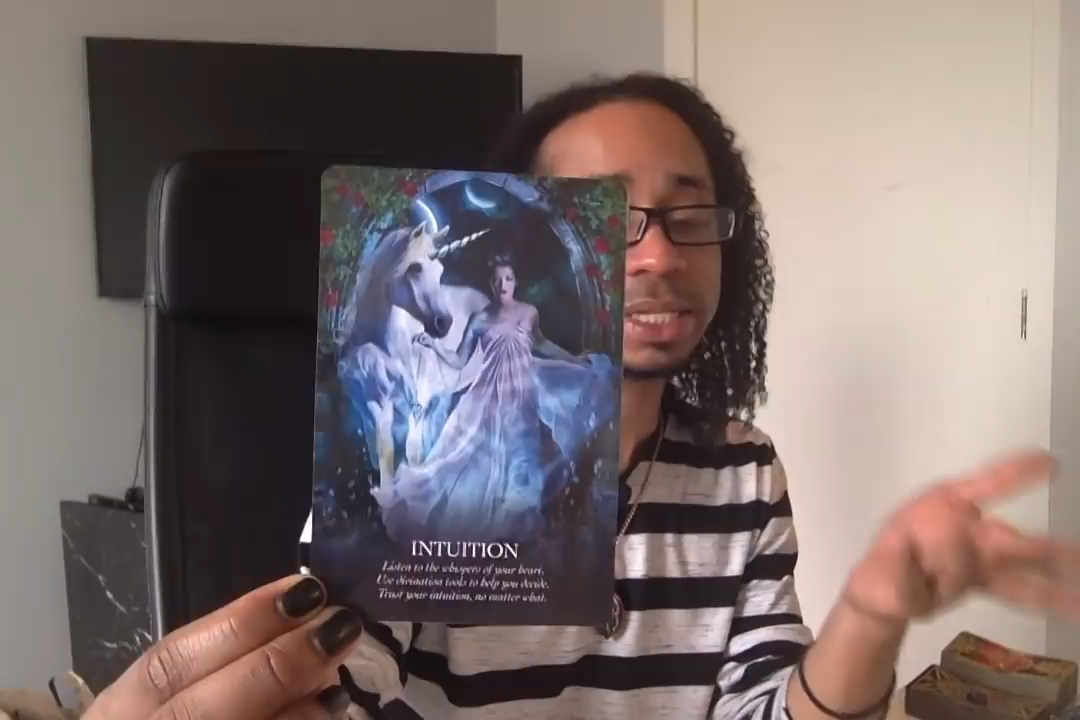 INTUITION
Listen to the whispers of your heart.
Use divination tools to help you decide.
Trust your intuition, no matter what.